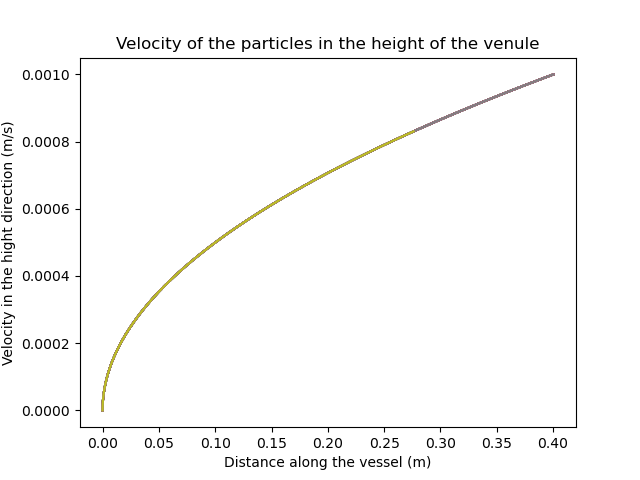 Velocity of the particles in the height of the venule
0.0010
0.0008
0.0006
0.0004
0.0002
0.0000
Velocity in the hight direction (m/s)
0.00 0.05 0.10 0.15 0.20 0.25 0.30 0.35 0.40
Distance along the vessel (m)